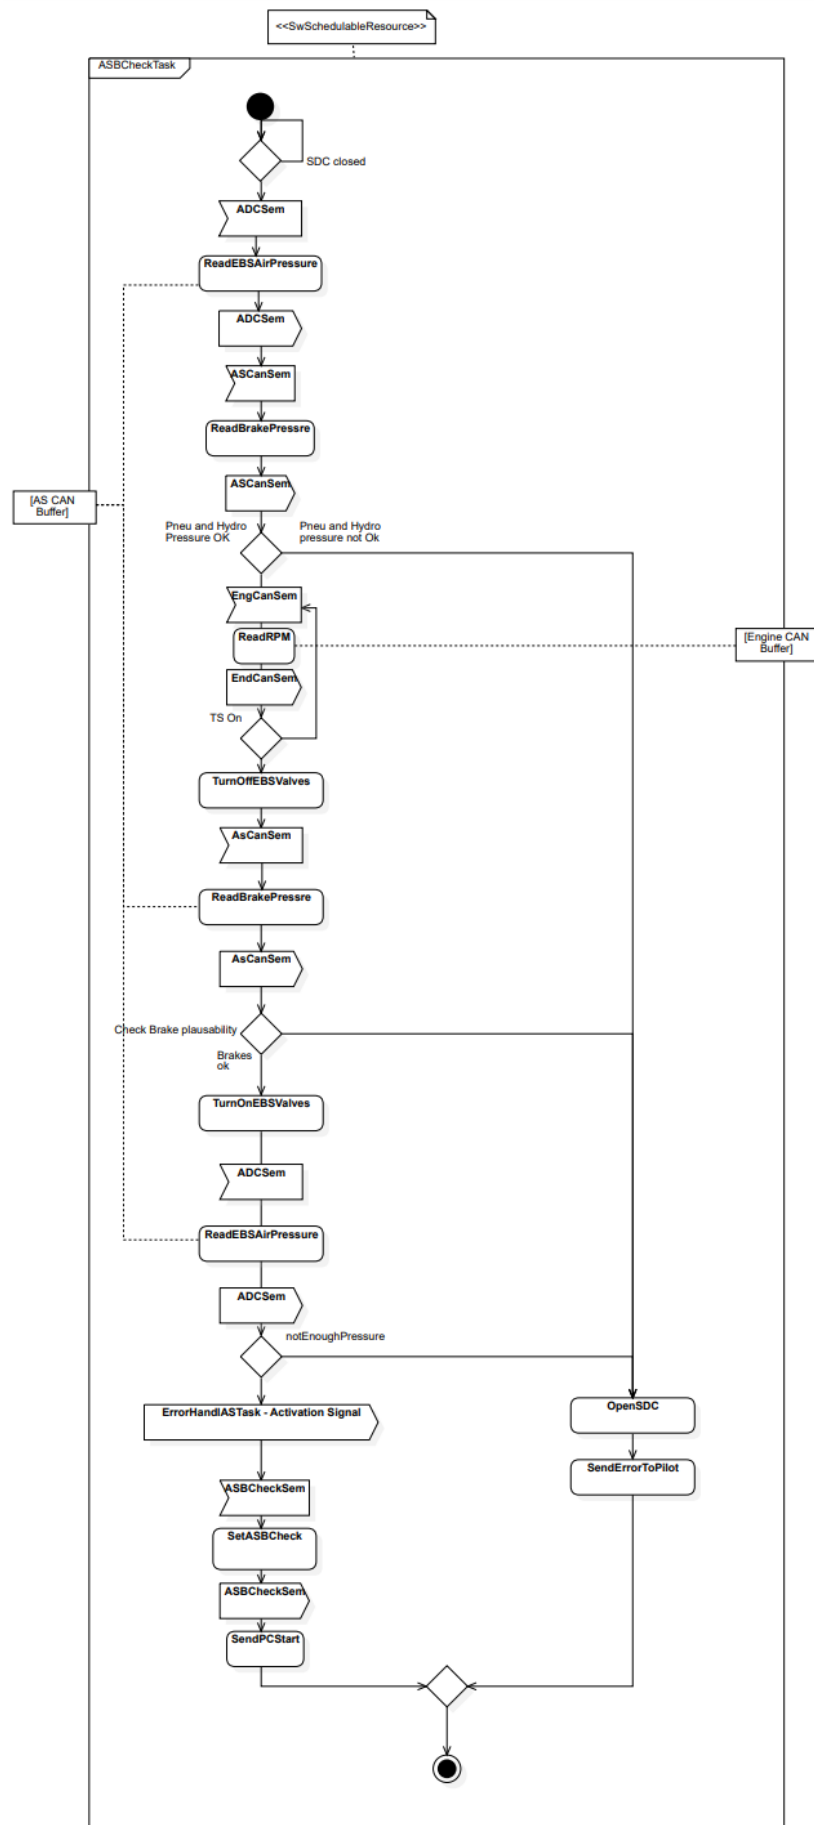 <<SwSchedulableResource>>
ASBCheckTask
SDC closed
ADCSem
ReadEBSAirPressure
ADCSem
ASCanSem
ReadBrakePressre
[AS CAN
Buffer]
ASCanSem
Pneu and Hydro
Pressure OK
Pneu and Hydro
pressure not Ok
EngCanSem
ReadRPM
[Engine CAN
Buffer]
EndCanSem
TS On
TurnOffEBSValves
AsCanSem
ReadBrakePressre
AsCanSem
Check Brake plausability
Brakes
ok
TurnOnEBSValves
ADCSem
ReadEBSAirPressure
ADCSem
notEnoughPressure
ErrorHandlASTask - Activation Signal
OpenSDC
SendErrorToPilot
ASBCheckSem
SetASBCheck
ASBCheckSem
SendPCStart